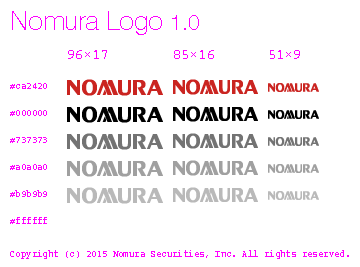 Nomura Logo 1.0
96×17 85×16 51×9
#ca2420 NOMURA NOMURA NOMURA
#000000 NOMURA NOMURA NOMURA
#737373 NOMURA NOMURA NOMURA
#a0a0a0 NOMURA NOMURA NOMURA
#b9b9b9 NOMURA NOMURA NOMURA
#ffffff
Copyright (c) 2015 Nomura Securities, Inc. All rights reserved.